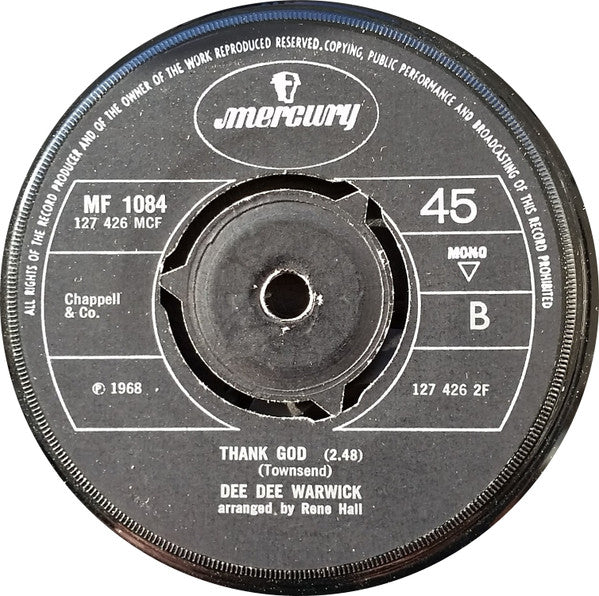 ALL RIGHTS OF THE RECORD PRODUCER AND OF THE OWNER OF THE WORK REPRODUCED RESERVED. COPYING, PUBLIC PERFORMANCE AND BROADCASTING OF THIS RECORD PROHIBITED
mercury
MF 1084
127 426 MCF
45
Chappell
& Co.
MONO
B
℗ 1968
127 426 2F
THANK GOD (2.48)
(Townsend)
DEE DEE WARWICK
arranged by Rene Hall